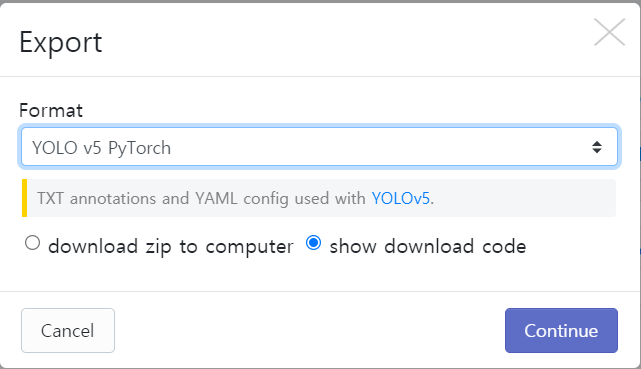 Export
Format
YOLO v5 PyTorch
TXT annotations and YAML config used with YOLOv5.
download zip to computer show download code
Cancel Continue